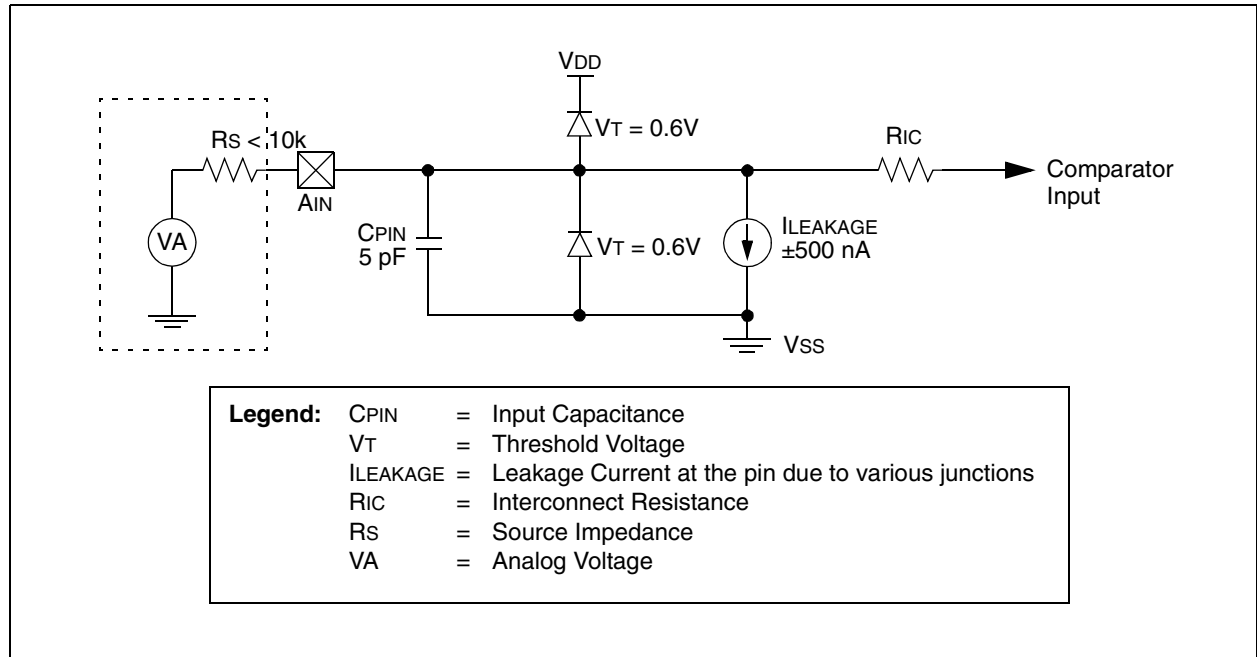 VDD
VT = 0.6V
RS < 10k
RIC
AIN
Comparator
Input
VA
CPIN
5 pF
VT = 0.6V
ILEAKAGE
±500 nA
VSS
Legend: CPIN = Input Capacitance
VT = Threshold Voltage
ILEAKAGE = Leakage Current at the pin due to various junctions
RIC = Interconnect Resistance
RS = Source Impedance
VA = Analog Voltage